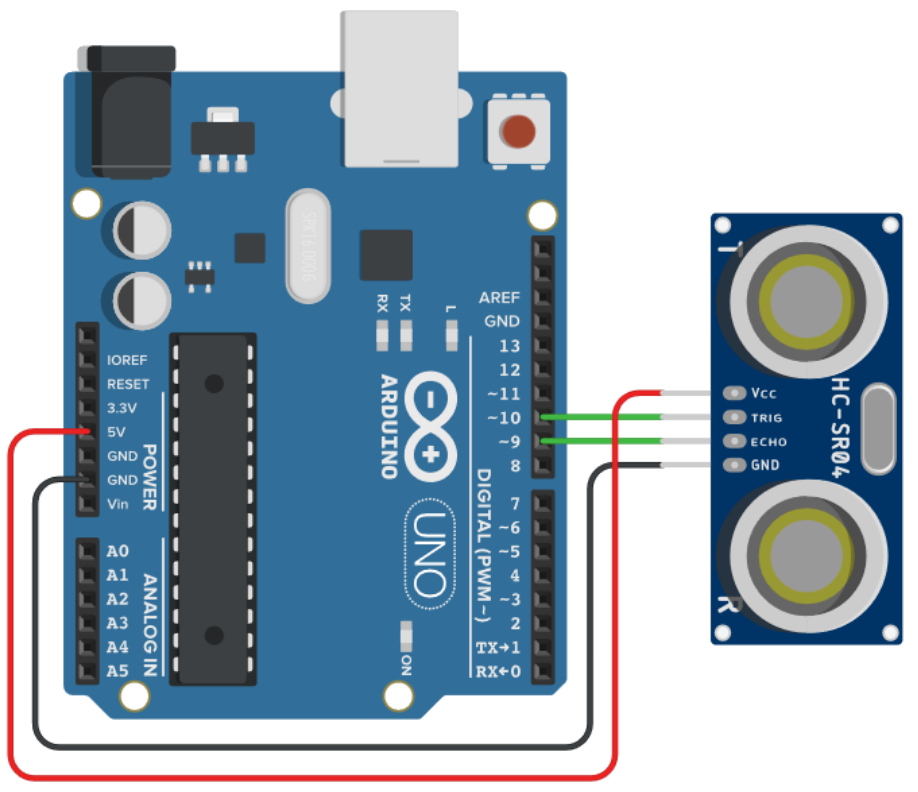 SPK16.000G
RX
TX
L
AREF
GND
13
12
~11
~10
~9
8
7
~6
~5
4
~3
2
TX→1
RX←0
DIGITAL (PWM ~)
IOREF
RESET
3.3V
5V
GND
GND
Vin
POWER
A0
A1
A2
A3
A4
A5
ANALOG IN
ARDUINO
UNO
ON
T
Vcc
TRIG
ECHO
GND
HC-SR04
R